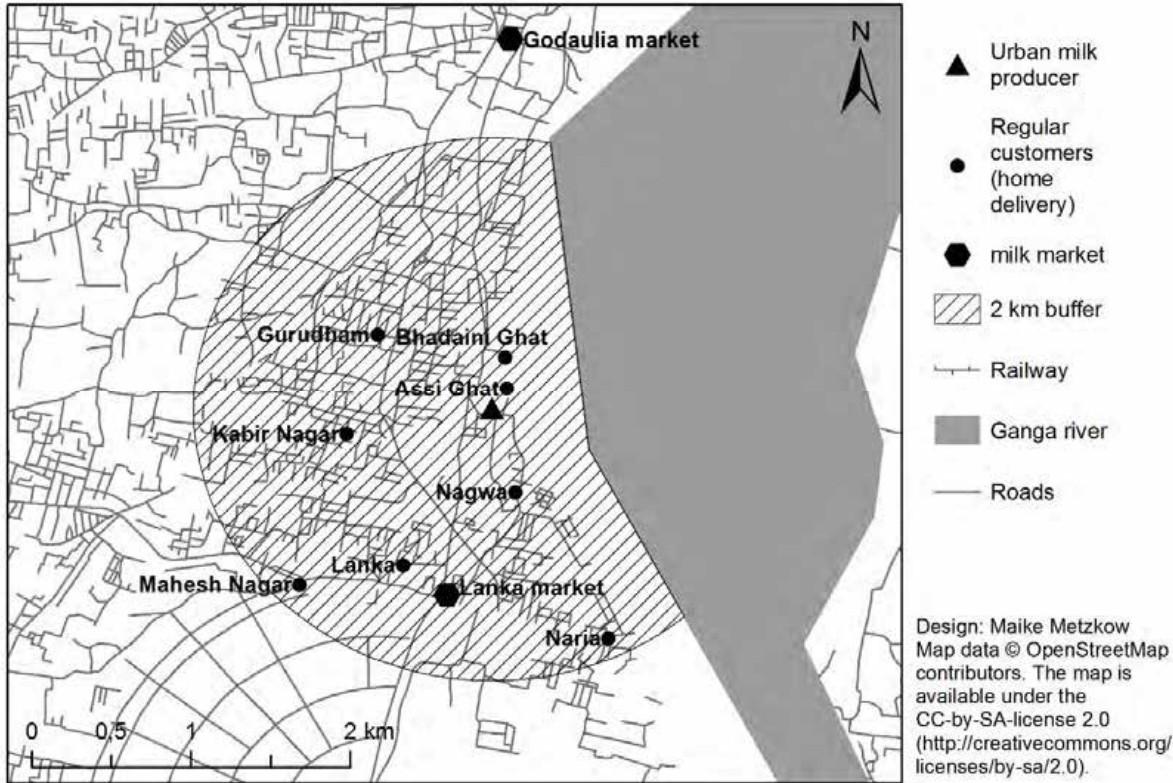 Godaulia market
N
Gurudham
Bhadaini Ghat
Assi Ghat
Kabir Nagar
Nagwa
Lanka
Mahesh Nagar
Lanka market
Naria
0 0,5 1 2 km
Urban milk
producer
Regular
customers
(home
delivery)
milk market
2 km buffer
Railway
Ganga river
Roads
Design: Maike Metzkow
Map data © OpenStreetMap
contributors. The map is
available under the
CC-by-SA-license 2.0
(http://creativecommons.org/
licenses/by-sa/2.0).